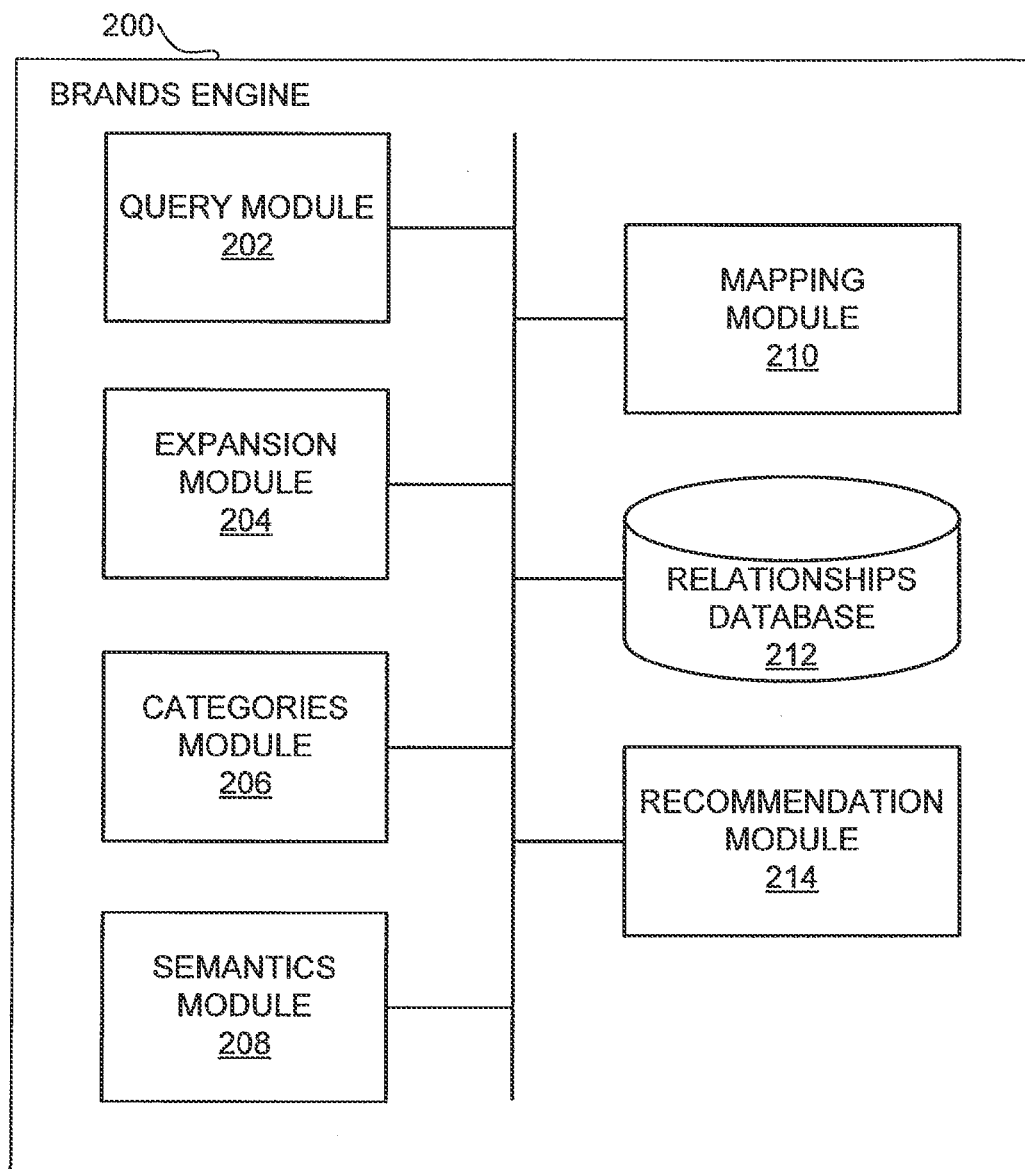 200
BRANDS ENGINE
QUERY MODULE
202
EXPANSION
MODULE
204
CATEGORIES
MODULE
206
SEMANTICS
MODULE
208
MAPPING
MODULE
210
RELATIONSHIPS
DATABASE
212
RECOMMENDATION
MODULE
214